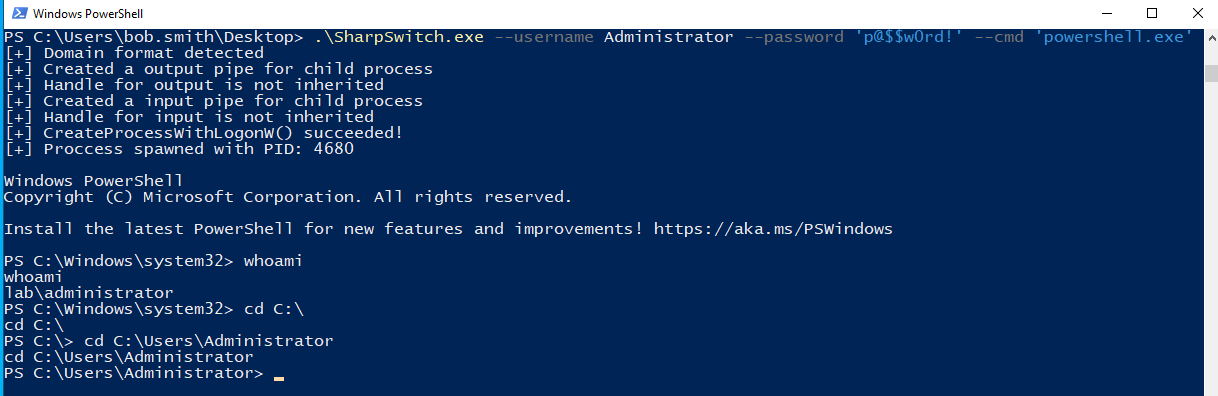 Windows PowerShell
PS C:\Users\bob.smith\Desktop> .\SharpSwitch.exe --username Administrator --password 'p@$$w0rd!' --cmd 'powershell.exe'
[+] Domain format detected
[+] Created a output pipe for child process
[+] Handle for output is not inherited
[+] Created a input pipe for child process
[+] Handle for input is not inherited
[+] CreateProcessWithLogonW() succeeded!
[+] Proccess spawned with PID: 4680
Windows PowerShell
Copyright (C) Microsoft Corporation. All rights reserved.
Install the latest PowerShell for new features and improvements! https://aka.ms/PSWindows
PS C:\Windows\system32> whoami
whoami
lab\administrator
PS C:\Windows\system32> cd C:\
cd C:\
PS C:\> cd C:\Users\Administrator
cd C:\Users\Administrator
PS C:\Users\Administrator> _